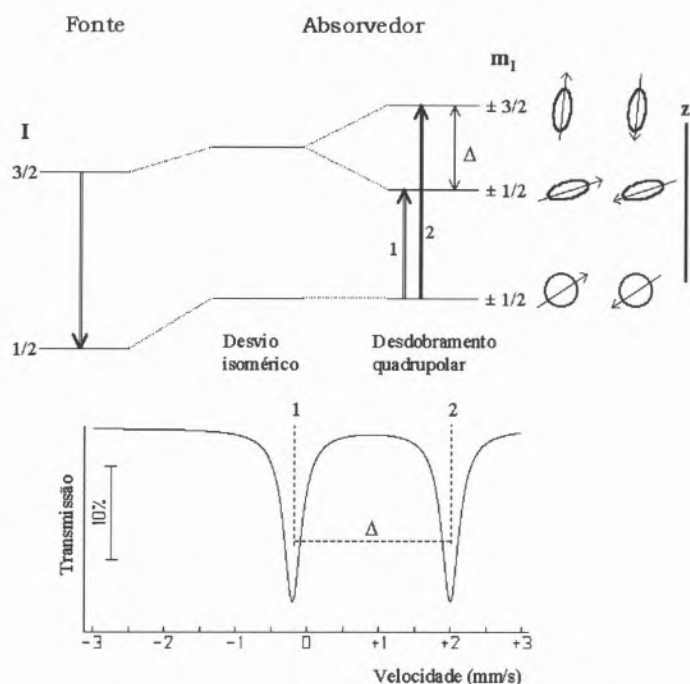 Fonte Absorvedor
m_I
z
I
± 3/2
3/2
Δ
± 1/2
1 2
± 1/2
1/2
Desvio isomérico
Desdobramento quadrupolar
1 2
Transmissão
10%
Δ
-3 -2 -1 0 +1 +2 +3
Velocidade (mm/s)